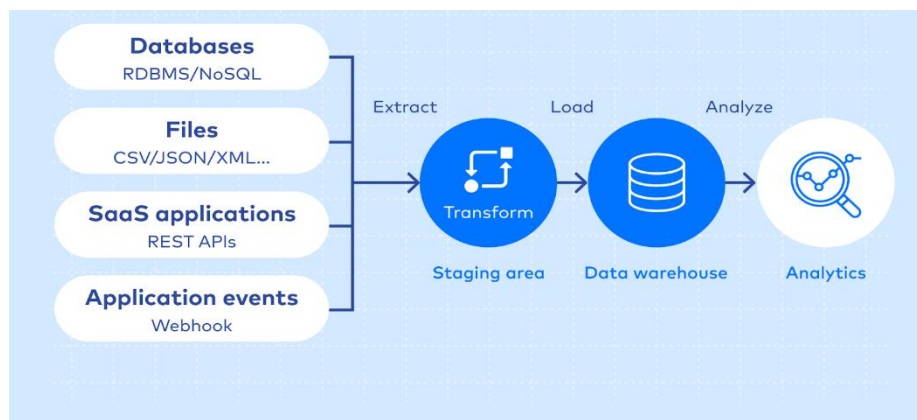 Databases
RDBMS/NoSQL
Files
CSV/JSON/XML...
SaaS applications
REST APIs
Application events
Webhook
Extract
Load
Analyze
Transform
Staging area
Data warehouse
Analytics